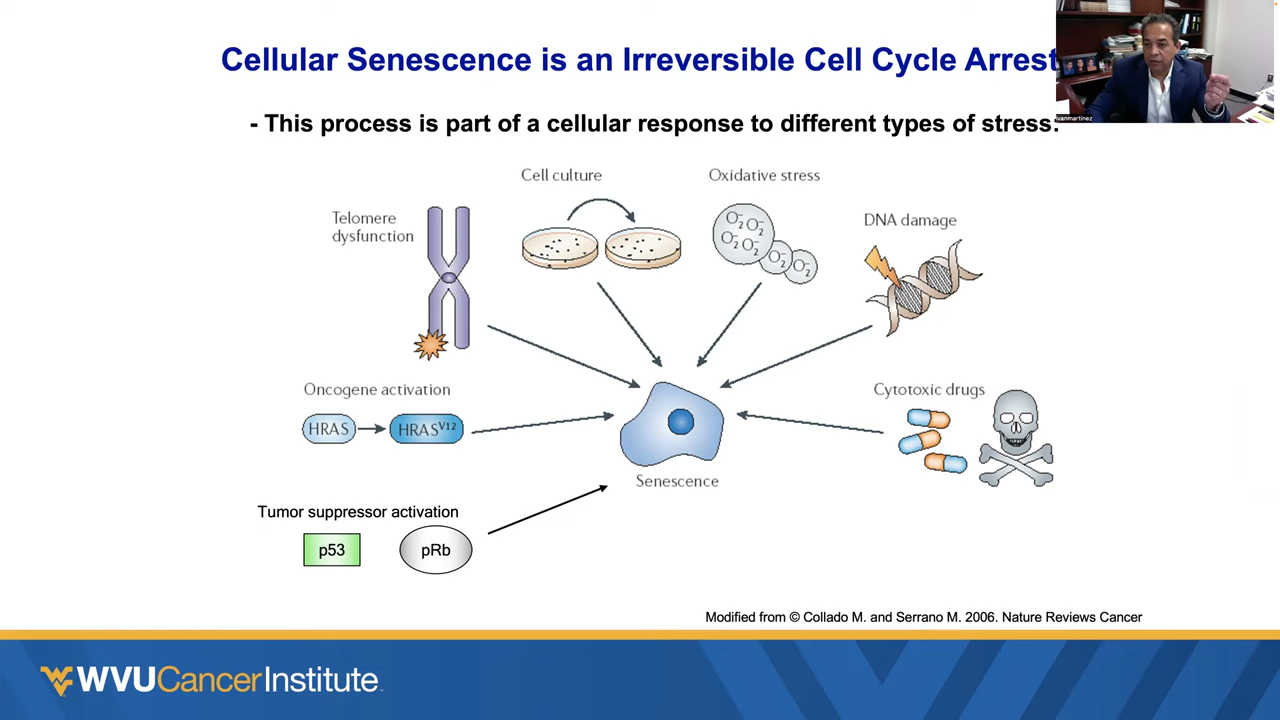 Cellular Senescence is an Irreversible Cell Cycle Arrest
ivanmartinez
- This process is part of a cellular response to different types of stress.
Cell culture
Oxidative stress
Telomere
dysfunction
DNA damage
O₂⁻ O₂⁻
O₂⁻ O₂⁻
O₂⁻ O₂⁻
Oncogene activation
Cytotoxic drugs
HRAS
HRASV12
Senescence
Tumor suppressor activation
p53
pRb
Modified from © Collado M. and Serrano M. 2006. Nature Reviews Cancer
WVUCancerInstitute